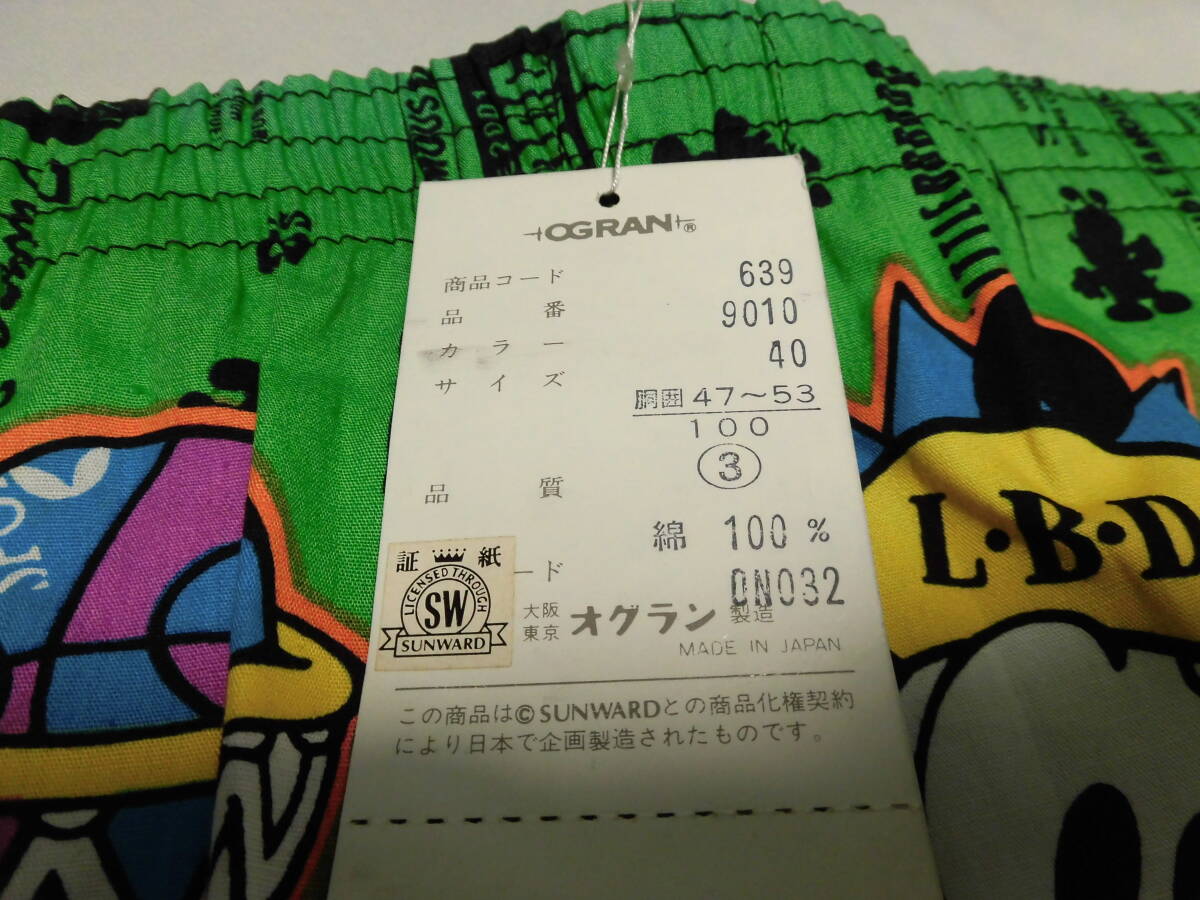 OGRAN®
商品コード 639
品番 9010
カラー 40
サイズ 胴囲 47〜53
100
③
品質
綿 100 %
ード DN032
証紙
LICENSED THROUGH
SW
SUNWARD
大阪
東京 オグラン 製造
MADE IN JAPAN
この商品は©SUNWARDとの商品化権契約
により日本で企画製造されたものです。
L·B·D